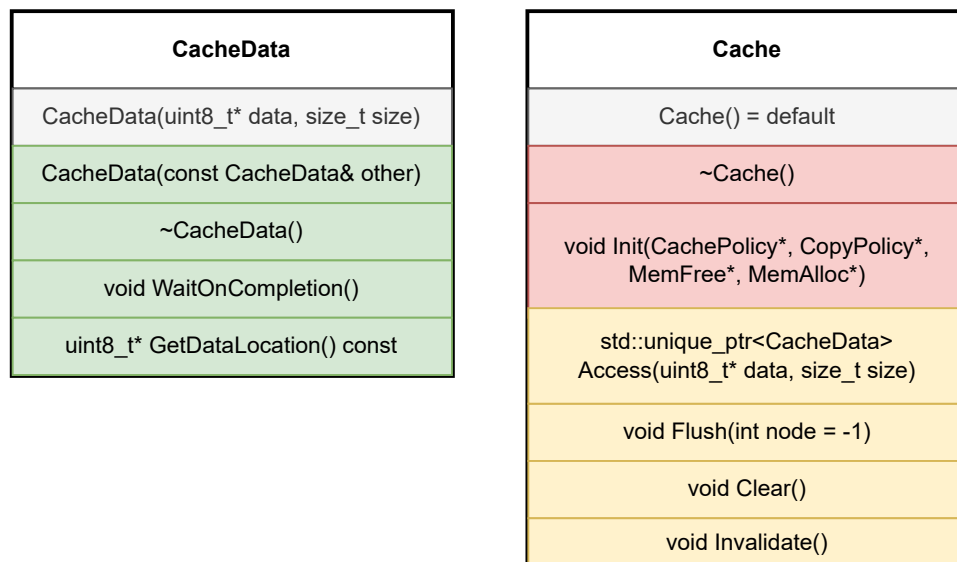 CacheData
CacheData(uint8_t* data, size_t size)
CacheData(const CacheData& other)
~CacheData()
void WaitOnCompletion()
uint8_t* GetDataLocation() const
Cache
Cache() = default
~Cache()
void Init(CachePolicy*, CopyPolicy*,
MemFree*, MemAlloc*)
std::unique_ptr<CacheData>
Access(uint8_t* data, size_t size)
void Flush(int node = -1)
void Clear()
void Invalidate()